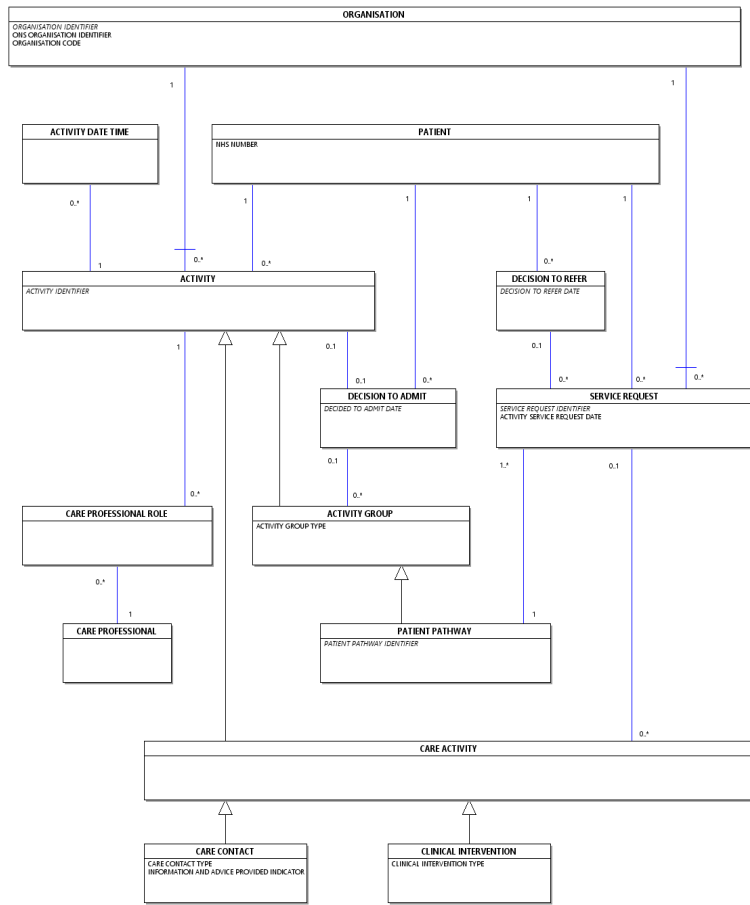 ORGANISATION
ORGANISATION IDENTIFIER
ONS ORGANISATION IDENTIFIER
ORGANISATION CODE
1
1
ACTIVITY DATE TIME
PATIENT
NHS NUMBER
0..*
1
1
1
1
1
0..*
0..*
0..*
ACTIVITY
ACTIVITY IDENTIFIER
DECISION TO REFER
DECISION TO REFER DATE
1
0..1
0..1
0..1
0..*
0..*
0..*
0..*
DECISION TO ADMIT
DECIDED TO ADMIT DATE
SERVICE REQUEST
SERVICE REQUEST IDENTIFIER
ACTIVITY SERVICE REQUEST DATE
0..1
1..*
0..1
0..*
0..*
CARE PROFESSIONAL ROLE
ACTIVITY GROUP
ACTIVITY GROUP TYPE
0..*
1
1
CARE PROFESSIONAL
PATIENT PATHWAY
PATIENT PATHWAY IDENTIFIER
0..*
CARE ACTIVITY
CARE CONTACT
CARE CONTACT TYPE
INFORMATION AND ADVICE PROVIDED INDICATOR
CLINICAL INTERVENTION
CLINICAL INTERVENTION TYPE